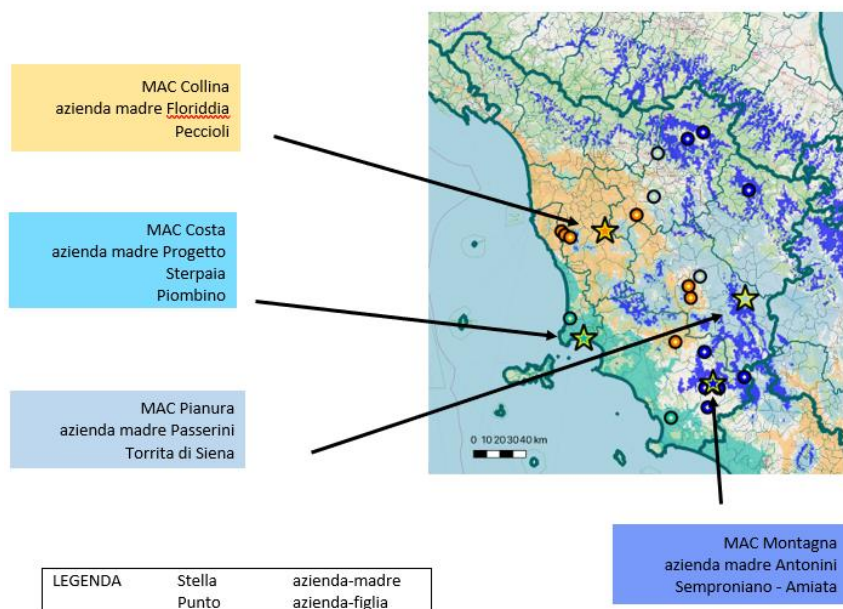 MAC Collina
azienda madre Floriddia
Peccioli
MAC Costa
azienda madre Progetto
Sterpaia
Piombino
MAC Pianura
azienda madre Passerini
Torrita di Siena
0 10 20 30 40 km
MAC Montagna
azienda madre Antonini
Semproniano - Amiata
LEGENDA Stella azienda-madre
Punto azienda-figlia